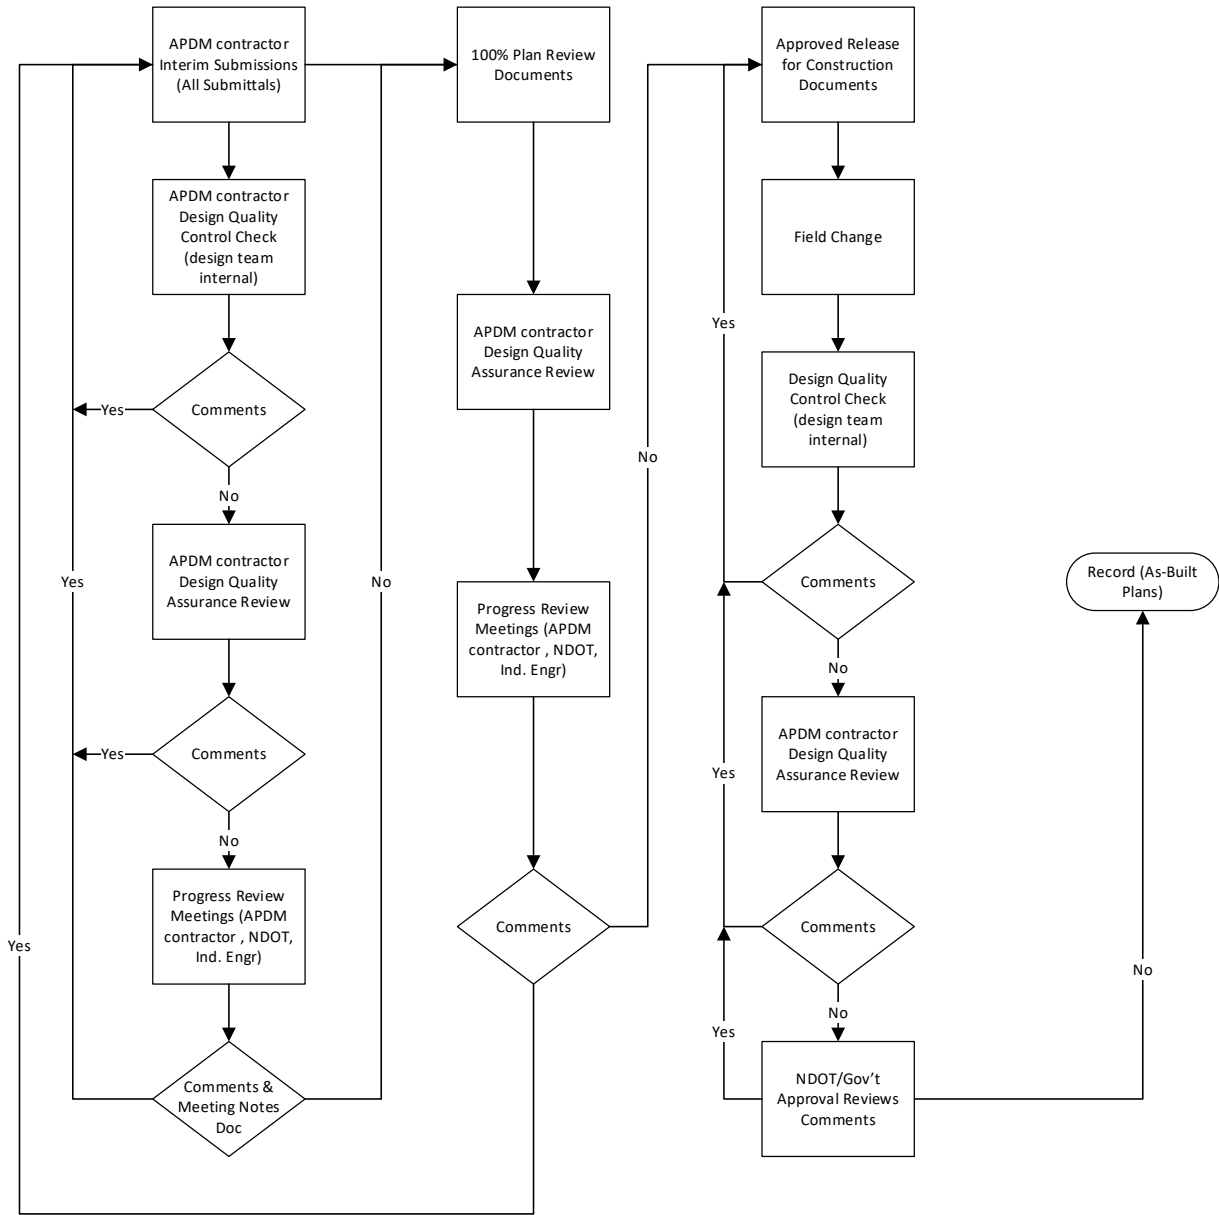 APDM contractor
Interim Submissions
(All Submittals)
APDM contractor
Design Quality
Control Check
(design team
internal)
Comments
Yes
No
APDM contractor
Design Quality
Assurance Review
Yes
Comments
Yes
No
Progress Review
Meetings (APDM
contractor , NDOT,
Ind. Engr)
Yes
Comments &
Meeting Notes
Doc
No
100% Plan Review
Documents
APDM contractor
Design Quality
Assurance Review
Progress Review
Meetings (APDM
contractor , NDOT,
Ind. Engr)
Comments
No
Approved Release
for Construction
Documents
Field Change
Yes
Design Quality
Control Check
(design team
internal)
Comments
No
APDM contractor
Design Quality
Assurance Review
Yes
Comments
No
Yes
NDOT/Gov’t
Approval Reviews
Comments
No
Record (As-Built
Plans)